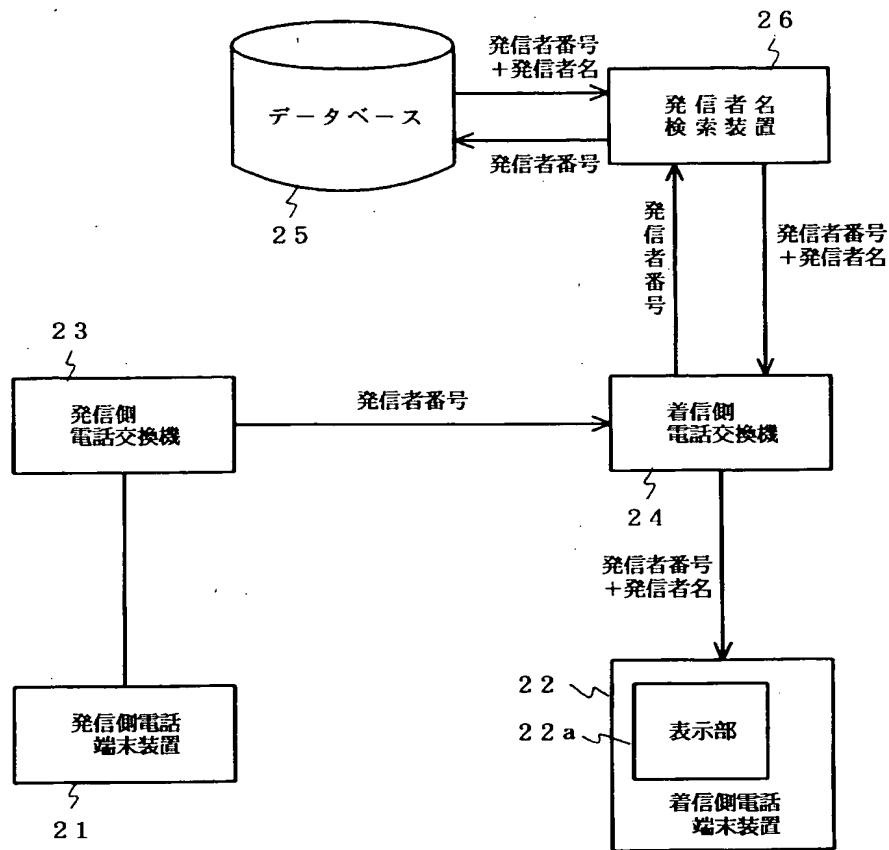 発信者番号
+発信者名
26
データベース
発信者名
検索装置
発信者番号
25
発信者番号
発信者番号
+発信者名
23
発信側
電話交換機
発信者番号
着信側
電話交換機
24
発信者番号
+発信者名
発信側電話
端末装置
21
22
22a
表示部
着信側電話
端末装置